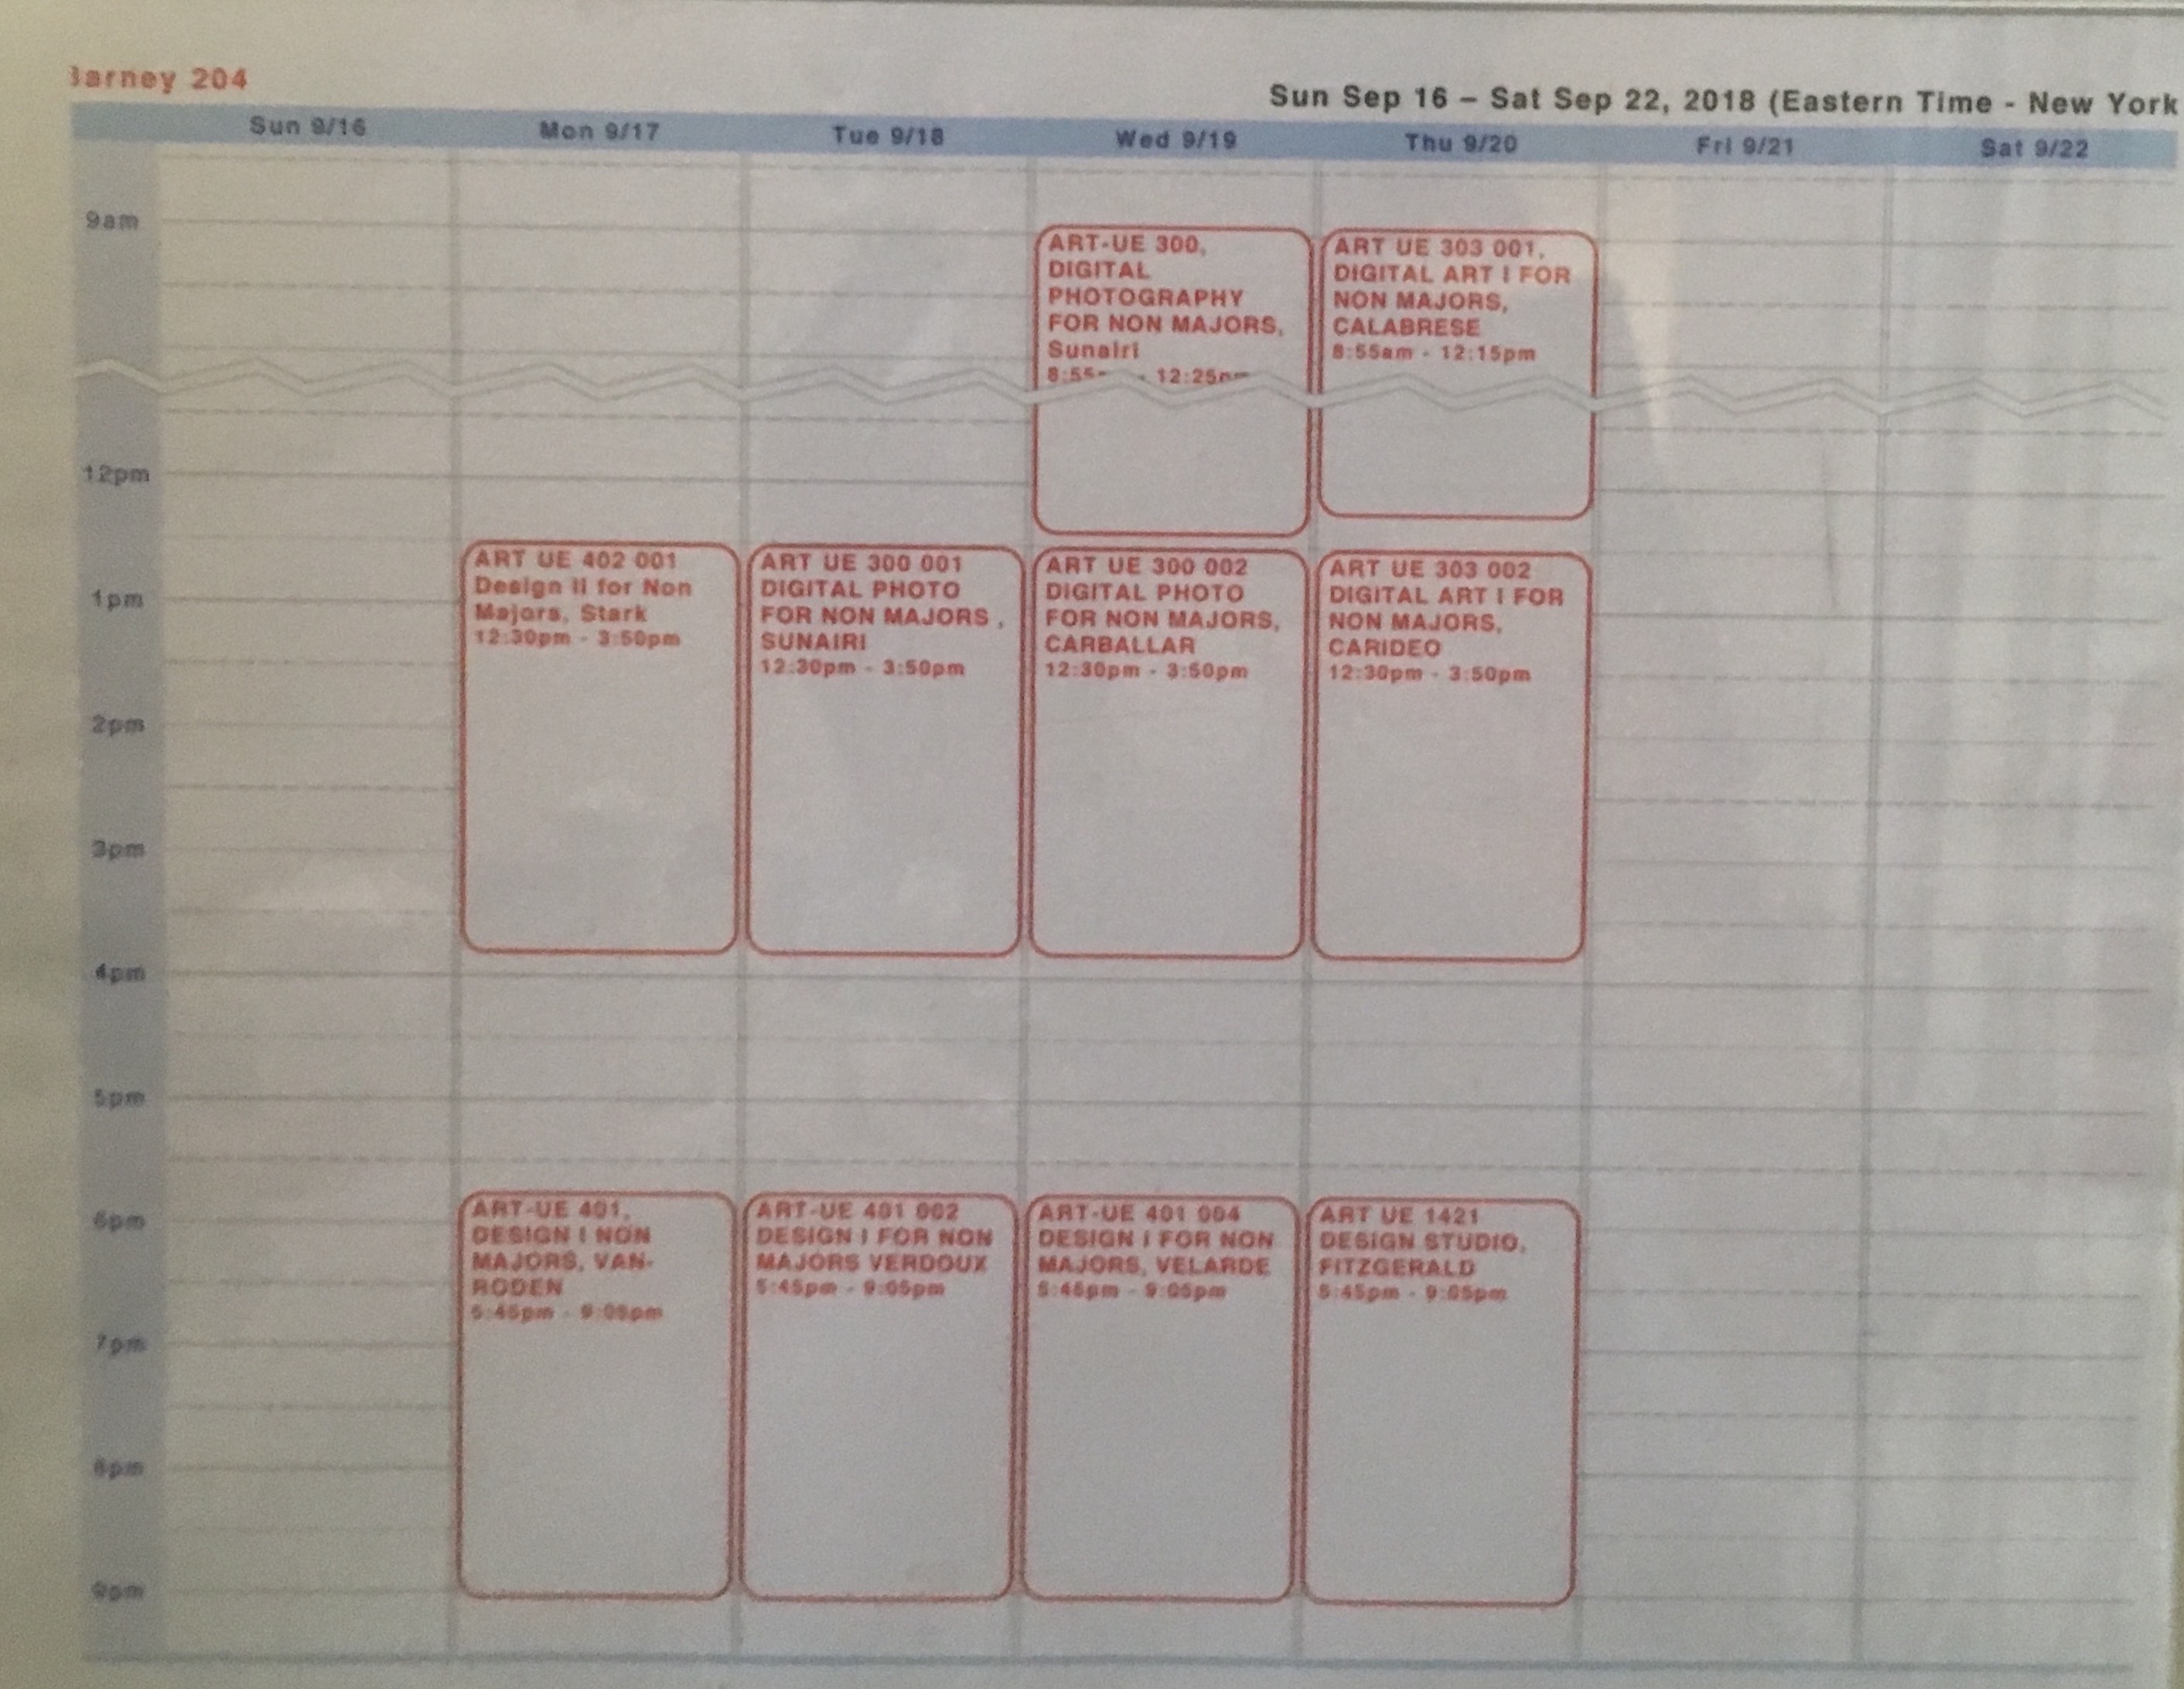 Barney 204
Sun Sep 16 – Sat Sep 22, 2018 (Eastern Time - New York
Sun 9/16
Mon 9/17
Tue 9/18
Wed 9/19
Thu 9/20
Fri 9/21
Sat 9/22
9am
12pm
1pm
2pm
3pm
4pm
5pm
6pm
7pm
8pm
9pm
ART-UE 300,
DIGITAL
PHOTOGRAPHY
FOR NON MAJORS,
Sunairi
- 12:25pm
ART UE 303 001,
DIGITAL ART I FOR
NON MAJORS,
CALABRESE
8:55am - 12:15pm
ART UE 402 001
Design II for Non
Majors, Stark
12:30pm - 3:50pm
ART UE 300 001
DIGITAL PHOTO
FOR NON MAJORS ,
SUNAIRI
12:30pm - 3:50pm
ART UE 300 002
DIGITAL PHOTO
FOR NON MAJORS,
CARBALLAR
12:30pm - 3:50pm
ART UE 303 002
DIGITAL ART I FOR
NON MAJORS,
CARIDEO
12:30pm - 3:50pm
ART-UE 401,
DESIGN I NON
MAJORS, VAN-
RODEN
5:45pm - 9:05pm
ART-UE 401 002
DESIGN I FOR NON
MAJORS VERDOUX
5:45pm - 9:05pm
ART-UE 401 004
DESIGN I FOR NON
MAJORS, VELARDE
5:45pm - 9:05pm
ART UE 1421
DESIGN STUDIO,
FITZGERALD
5:45pm - 9:05pm